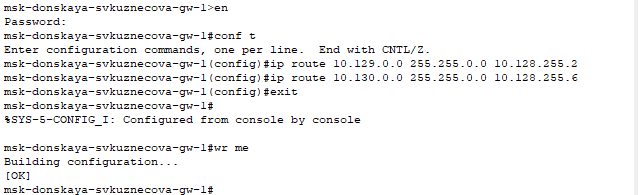 msk-donskaya-svkuznecova-gw-1>en
Password:
msk-donskaya-svkuznecova-gw-1#conf t
Enter configuration commands, one per line.  End with CNTL/Z.
msk-donskaya-svkuznecova-gw-1(config)#ip route 10.129.0.0 255.255.0.0 10.128.255.2
msk-donskaya-svkuznecova-gw-1(config)#ip route 10.130.0.0 255.255.0.0 10.128.255.6
msk-donskaya-svkuznecova-gw-1(config)#exit
msk-donskaya-svkuznecova-gw-1#
%SYS-5-CONFIG_I: Configured from console by console

msk-donskaya-svkuznecova-gw-1#wr me
Building configuration...
[OK]
msk-donskaya-svkuznecova-gw-1#